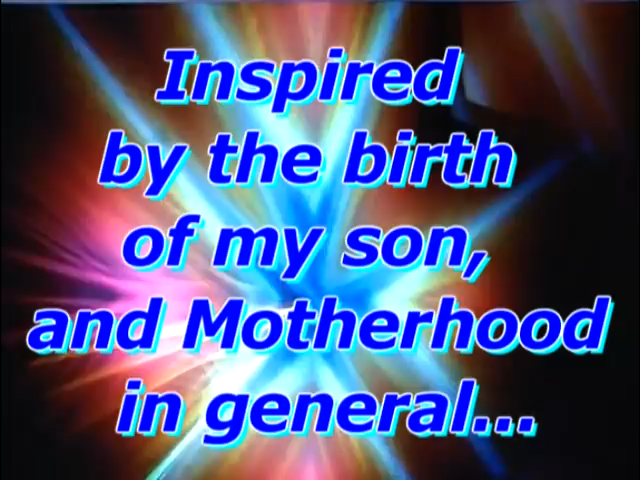 Inspired
by the birth
of my son,
and Motherhood
in general...